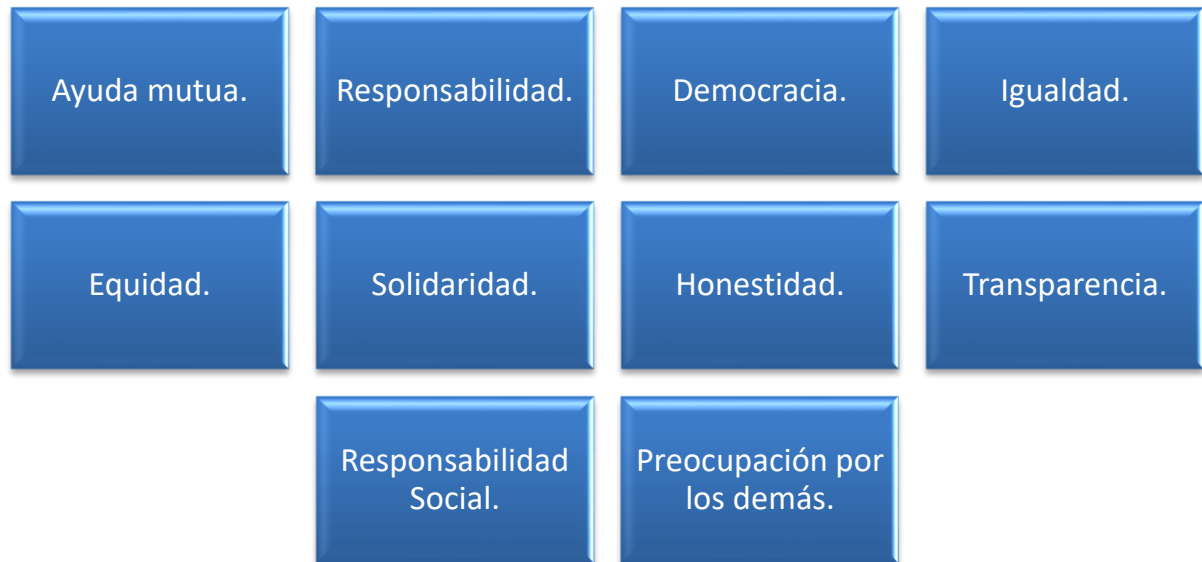 Ayuda mutua.
Responsabilidad.
Democracia.
Igualdad.
Equidad.
Solidaridad.
Honestidad.
Transparencia.
Responsabilidad
Social.
Preocupación por
los demás.